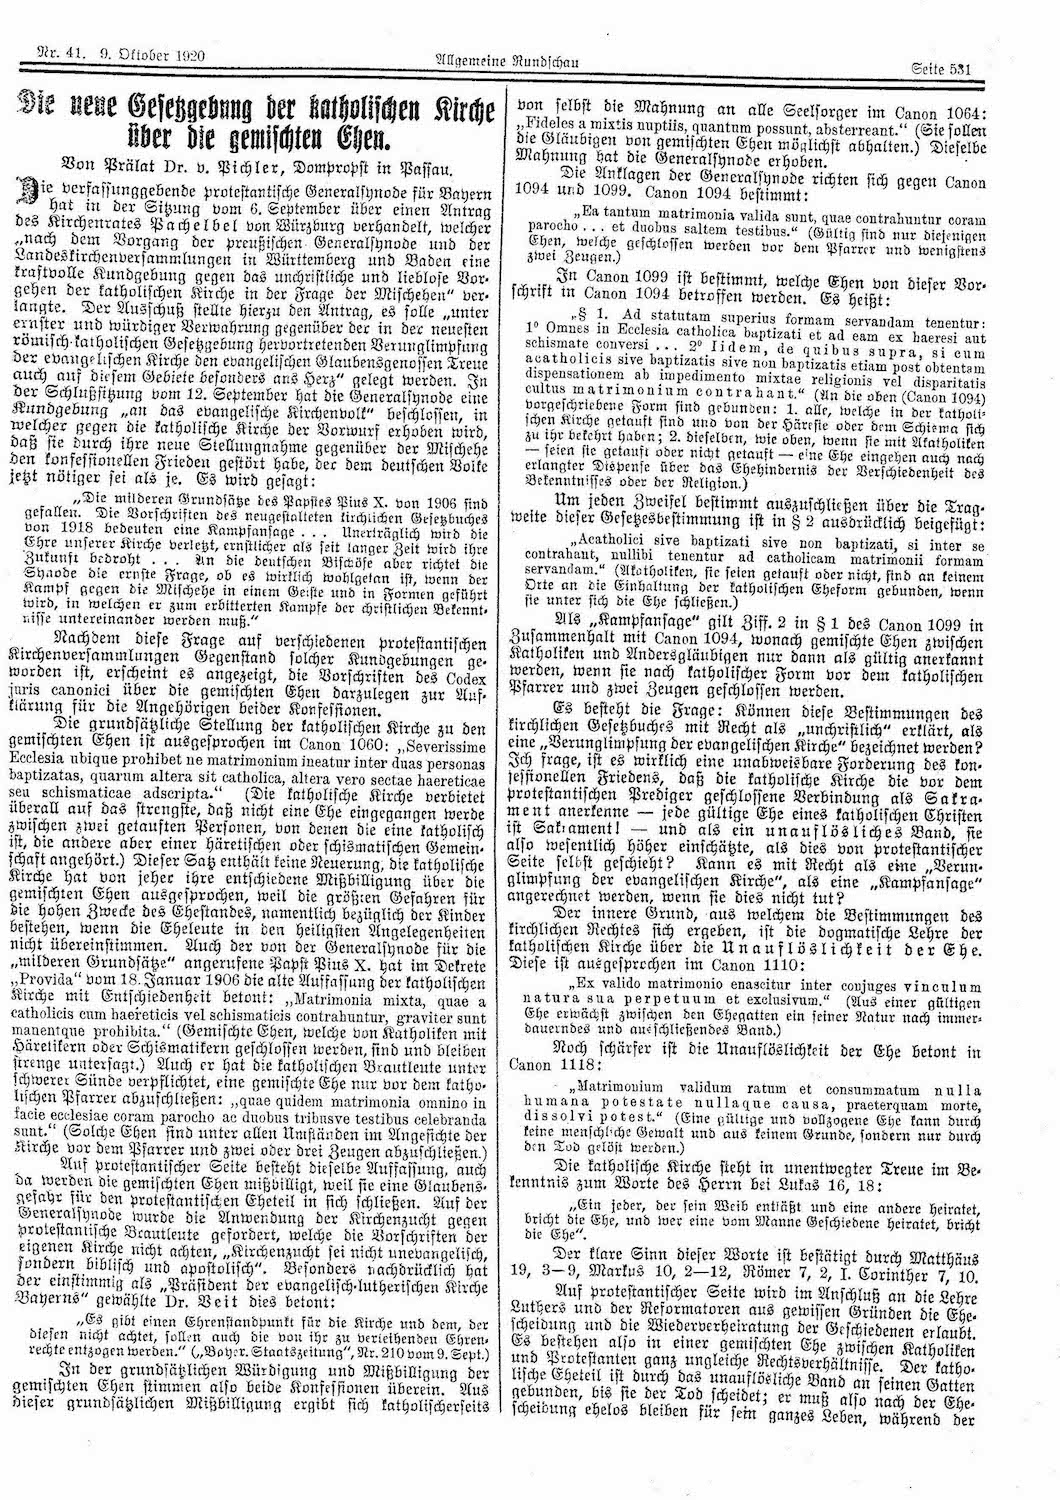 Nr. 41. 9. Oktober 1920
Allgemeine Rundschau
Seite 531
Die neue Gesetzgebung der katholischen Kirche
über die gemischten Ehen.
Von Prälat Dr. v. Pichler, Dompropst in Passau.
Die verfassunggebende protestantische Generalsynode für Bayern
hat in der Sitzung vom 6. September über einen Antrag
des Kirchenrates Pachelbel von Würzburg verhandelt, welcher
„nach dem Vorgang der preußischen Generalsynode und der
Landeskirchenversammlungen in Württemberg und Baden eine
kraftvolle Kundgebung gegen das unchristliche und lieblose Vor-
gehen der katholischen Kirche in der Frage der Mischehen“ ver-
langte. Der Ausschuß stellte hierzu den Antrag, es solle „unter
ernster und würdiger Verwahrung gegenüber der in der neuesten
römisch-katholischen Gesetzgebung hervortretenden Verunglimpfung
der evangelischen Kirche den evangelischen Glaubensgenossen Treue
auch auf diesem Gebiete besonders ans Herz“ gelegt werden. In
der Schlußsitzung vom 12. September hat die Generalsynode eine
Kundgebung „an das evangelische Kirchenvolk“ beschlossen, in
welcher gegen die katholische Kirche der Vorwurf erhoben wird,
daß sie durch ihre neue Stellungnahme gegenüber der Mischehe
den konfessionellen Frieden gestört habe, der dem deutschen Volke
jetzt nötiger sei als je. Es wird gesagt:
„Die milderen Grundsätze des Papstes Pius X. von 1906 sind
gefallen. Die Vorschriften des neugestalteten kirchlichen Gesetzbuches
von 1918 bedeuten eine Kampfansage . . . Unerträglich wird die
Ehre unserer Kirche verletzt, ernstlicher als seit langer Zeit wird ihre
Zukunft bedroht . . . An die deutschen Bischöfe aber richtet die
Synode die ernste Frage, ob es wirklich wohlgetan ist, wenn der
Kampf gegen die Mischehe in einem Geiste und in Formen geführt
wird, in welchen er zum erbitterten Kampfe der christlichen Bekennt-
nisse untereinander werden muß.“
Nachdem diese Frage auf verschiedenen protestantischen
Kirchenversammlungen Gegenstand solcher Kundgebungen ge-
worden ist, erscheint es angezeigt, die Vorschriften des Codex
juris canonici über die gemischten Ehen darzulegen zur Auf-
klärung für die Angehörigen beider Konfessionen.
Die grundsätzliche Stellung der katholischen Kirche zu den
gemischten Ehen ist ausgesprochen im Canon 1060: „Severissime
Ecclesia ubique prohibet ne matrimonium ineatur inter duas personas
baptizatas, quarum altera sit catholica, altera vero sectae haereticae
seu schismaticae adscripta.“ (Die katholische Kirche verbietet
überall auf das strengste, daß nicht eine Ehe eingegangen werde
zwischen zwei getauften Personen, von denen die eine katholisch
ist, die andere aber einer häretischen oder schismatischen Gemein-
schaft angehört.) Dieser Satz enthält keine Neuerung, die katholische
Kirche hat von jeher ihre entschiedene Mißbilligung über die
gemischten Ehen ausgesprochen, weil die größten Gefahren für
die hohen Zwecke des Ehestandes, namentlich bezüglich der Kinder
bestehen, wenn die Eheleute in den heiligsten Angelegenheiten
nicht übereinstimmen. Auch der von der Generalsynode für die
„milderen Grundsätze“ angerufene Papst Pius X. hat im Dekrete
„Provida“ vom 18. Januar 1906 die alte Auffassung der katholischen
Kirche mit Entschiedenheit betont: „Matrimonia mixta, quae a
catholicis cum haereticis vel schismaticis contrahuntur, graviter sunt
manentque prohibita.“ (Gemischte Ehen, welche von Katholiken mit
Häretikern oder Schismatikern geschlossen werden, sind und bleiben
strenge untersagt.) Auch er hat die katholischen Brautleute unter
schwerer Sünde verpflichtet, eine gemischte Ehe nur vor dem katho-
lischen Pfarrer abzuschließen: „quae quidem matrimonia omnino in
facie ecclesiae coram parocho ac duobus tribusve testibus celebranda
sunt.“ (Solche Ehen sind unter allen Umständen im Angesichte der
Kirche vor dem Pfarrer und zwei oder drei Zeugen abzuschließen.)
Auf protestantischer Seite besteht dieselbe Auffassung, auch
da werden die gemischten Ehen mißbilligt, weil sie eine Glaubens-
gefahr für den protestantischen Eheteil in sich schließen. Auf der
Generalsynode wurde die Anwendung der Kirchenzucht gegen
protestantische Brautleute gefordert, welche die Vorschriften der
eigenen Kirche nicht achten, „Kirchenzucht sei nicht unevangelisch,
sondern biblisch und apostolisch“. Besonders nachdrücklich hat
der einstimmig als „Präsident der evangelisch-lutherischen Kirche
Bayerns“ gewählte Dr. Veit dies betont:
„Es gibt einen Ehrenstandpunkt für die Kirche und dem, der
diesen nicht achtet, sollen auch die von ihr zu verleihenden Ehren-
rechte entzogen werden.“ („Bayer. Staatszeitung“, Nr. 210 vom 9. Sept.)
In der grundsätzlichen Würdigung und Mißbilligung der
gemischten Ehen stimmen also beide Konfessionen überein. Aus
dieser grundsätzlichen Mißbilligung ergibt sich katholischerseits
von selbst die Mahnung an alle Seelsorger im Canon 1064:
„Fideles a mixtis nuptiis, quantum possunt, absterreant.“ (Sie sollen
die Gläubigen von gemischten Ehen möglichst abhalten.) Dieselbe
Mahnung hat die Generalsynode erhoben.
Die Anklagen der Generalsynode richten sich gegen Canon
1094 und 1099. Canon 1094 bestimmt:
„Ea tantum matrimonia valida sunt, quae contrahuntur coram
parocho . . . et duobus saltem testibus.“ (Gültig sind nur diejenigen
Ehen, welche geschlossen werden vor dem Pfarrer und wenigstens
zwei Zeugen.)
In Canon 1099 ist bestimmt, welche Ehen von dieser Vor-
schrift in Canon 1094 betroffen werden. Es heißt:
„§ 1. Ad statutam superius formam servandam tenentur:
1⁰ Omnes in Ecclesia catholica baptizati et ad eam ex haeresi aut
schismate conversi . . . 2⁰ Iidem, de quibus supra, si cum
acatholicis sive baptizatis sive non baptizatis etiam post obtentam
dispensationem ab impedimento mixtae religionis vel disparitatis
cultus matrimonium contrahant.“ (An die oben (Canon 1094)
vorgeschriebene Form sind gebunden: 1. alle, welche in der katholi-
schen Kirche getauft sind und von der Häresie oder dem Schisma sich
zu ihr bekehrt haben; 2. dieselben, wie oben, wenn sie mit Akatholiken
— seien sie getauft oder nicht getauft — eine Ehe eingehen auch nach
erlangter Dispense über das Ehehindernis der Verschiedenheit des
Bekenntnisses oder der Religion.)
Um jeden Zweifel bestimmt auszuschließen über die Trag-
weite dieser Gesetzesbestimmung ist in § 2 ausdrücklich beigefügt:
„Acatholici sive baptizati sive non baptizati, si inter se
contrahant, nullibi tenentur ad catholicam matrimonii formam
servandam.“ (Akatholiken, sie seien getauft oder nicht, sind an keinem
Orte an die Einhaltung der katholischen Eheform gebunden, wenn
sie unter sich die Ehe schließen.)
Als „Kampfansage“ gilt Ziff. 2 in § 1 des Canon 1099 in
Zusammenhalt mit Canon 1094, wonach gemischte Ehen zwischen
Katholiken und Andersgläubigen nur dann als gültig anerkannt
werden, wenn sie nach katholischer Form vor dem katholischen
Pfarrer und zwei Zeugen geschlossen werden.
Es besteht die Frage: Können diese Bestimmungen des
kirchlichen Gesetzbuches mit Recht als „unchristlich“ erklärt, als
eine „Verunglimpfung der evangelischen Kirche“ bezeichnet werden?
Ich frage, ist es wirklich eine unabweisbare Forderung des kon-
fessionellen Friedens, daß die katholische Kirche die vor dem
protestantischen Prediger geschlossene Verbindung als Sakra-
ment anerkenne — jede gültige Ehe eines katholischen Christen
ist Sakrament! — und als ein unauflösliches Band, sie
also wesentlich höher einschätzte, als dies von protestantischer
Seite selbst geschieht? Kann es mit Recht als eine „Verun-
glimpfung der evangelischen Kirche“, als eine „Kampfansage“
angerechnet werden, wenn sie dies nicht tut?
Der innere Grund, aus welchem die Bestimmungen des
kirchlichen Rechtes sich ergeben, ist die dogmatische Lehre der
katholischen Kirche über die Unauflöslichkeit der Ehe.
Diese ist ausgesprochen im Canon 1110:
„Ex valido matrimonio enascitur inter conjuges vinculum
natura sua perpetuum et exclusivum.“ (Aus einer gültigen
Ehe erwächst zwischen den Ehegatten ein seiner Natur nach immer-
dauerndes und ausschließendes Band.)
Noch schärfer ist die Unauflöslichkeit der Ehe betont in
Canon 1118:
„Matrimonium validum ratum et consummatum nulla
humana potestate nullaque causa, praeterquam morte,
dissolvi potest.“ (Eine gültige und vollzogene Ehe kann durch
keine menschliche Gewalt und aus keinem Grunde, sondern nur durch
den Tod gelöst werden.)
Die katholische Kirche steht in unentwegter Treue im Be-
kenntnis zum Worte des Herrn bei Lukas 16, 18:
„Ein jeder, der sein Weib entläßt und eine andere heiratet,
bricht die Ehe, und wer eine vom Manne Geschiedene heiratet, bricht
die Ehe“.
Der klare Sinn dieser Worte ist bestätigt durch Matthäus
19, 3—9, Markus 10, 2—12, Römer 7, 2, I. Corinther 7, 10.
Auf protestantischer Seite wird im Anschluß an die Lehre
Luthers und der Reformatoren aus gewissen Gründen die Ehe-
scheidung und die Wiederverheiratung der Geschiedenen erlaubt.
Es bestehen also in einer gemischten Ehe zwischen Katholiken
und Protestanten ganz ungleiche Rechtsverhältnisse. Der katho-
lische Eheteil ist durch das unauflösliche Band an seinen Gatten
gebunden, bis sie der Tod scheidet; er muß also nach der Ehe-
scheidung ehelos bleiben für sein ganzes Leben, während der